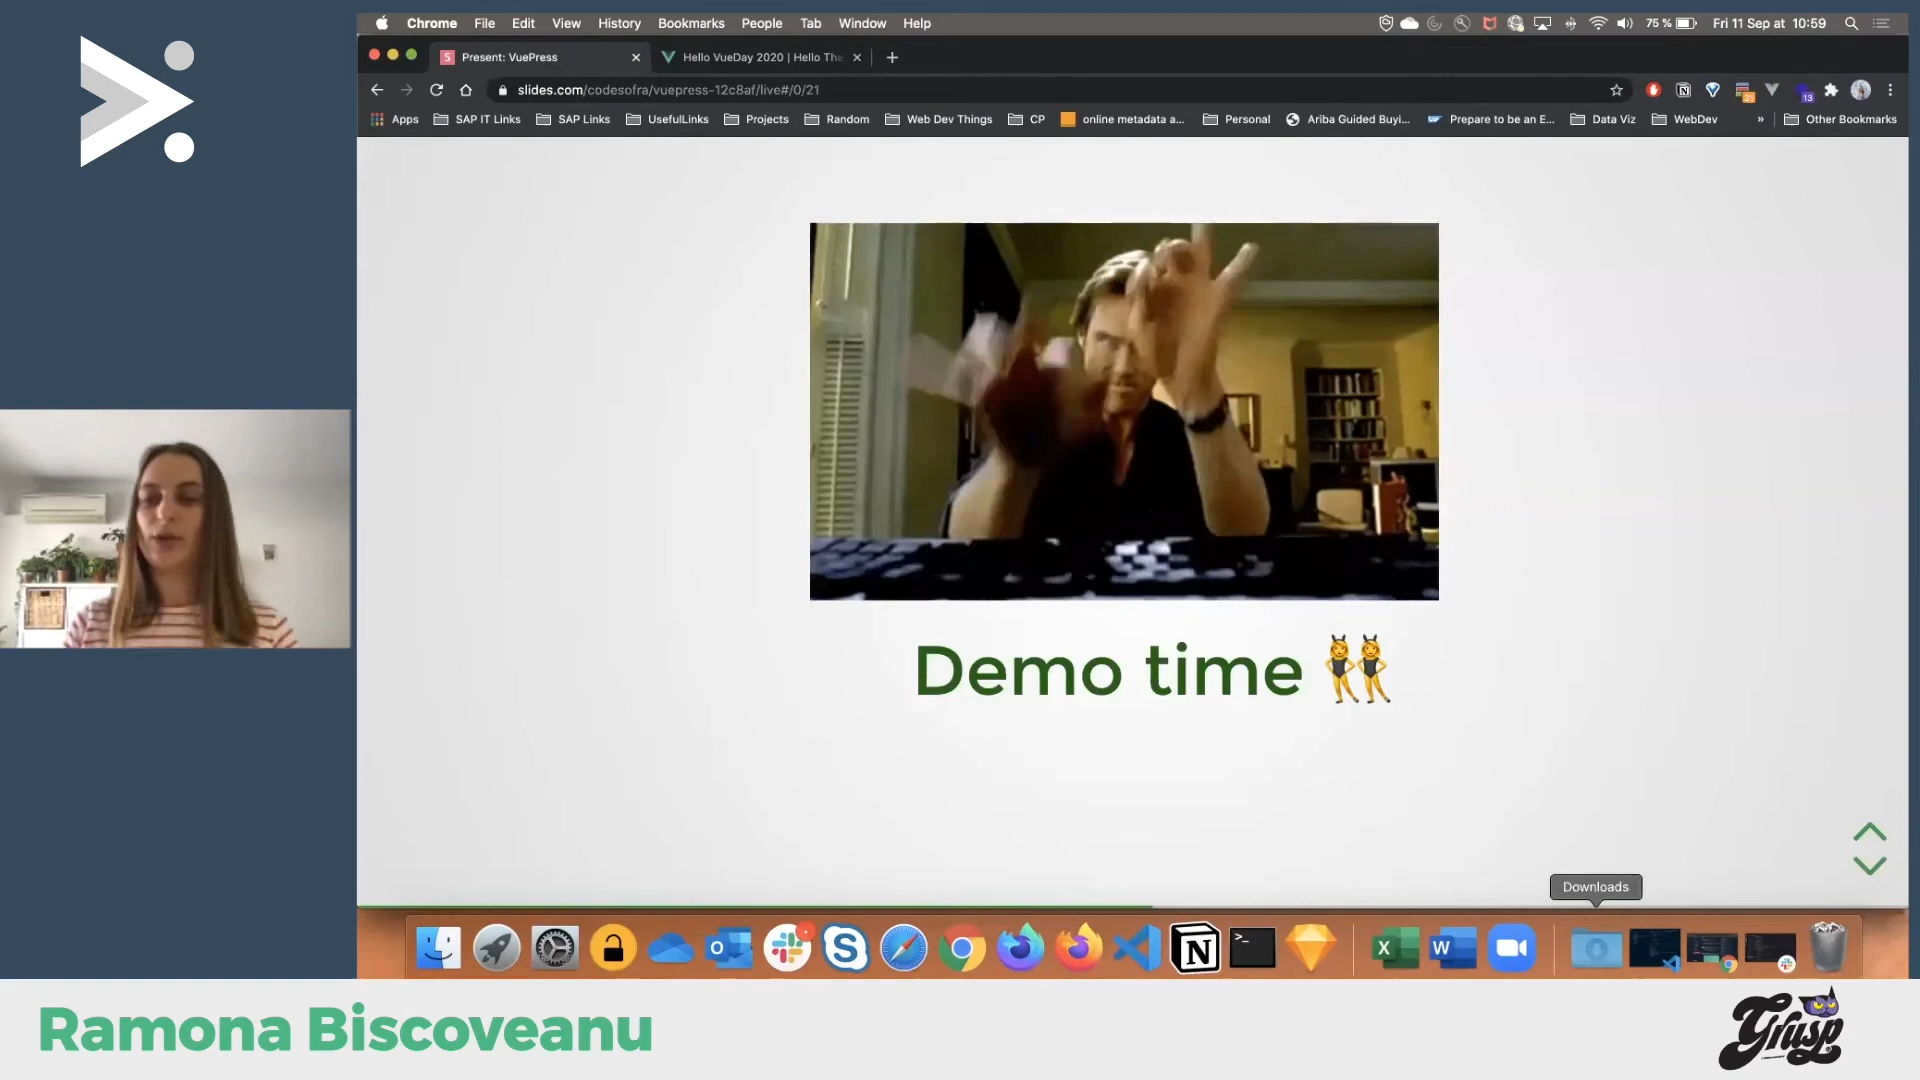 Chrome File Edit View History Bookmarks People Tab Window Help
75 % Fri 11 Sep at 10:59
S Present: VuePress
Hello VueDay 2020 | Hello The
slides.com/codesofra/vuepress-12c8af/live#/0/21
31
13
Apps SAP IT Links SAP Links UsefulLinks Projects Random Web Dev Things CP online metadata a... Personal Ariba Guided Buyi... Prepare to be an E... Data Viz WebDev » Other Bookmarks
Demo time
Downloads
Ramona Biscoveanu
Grusp